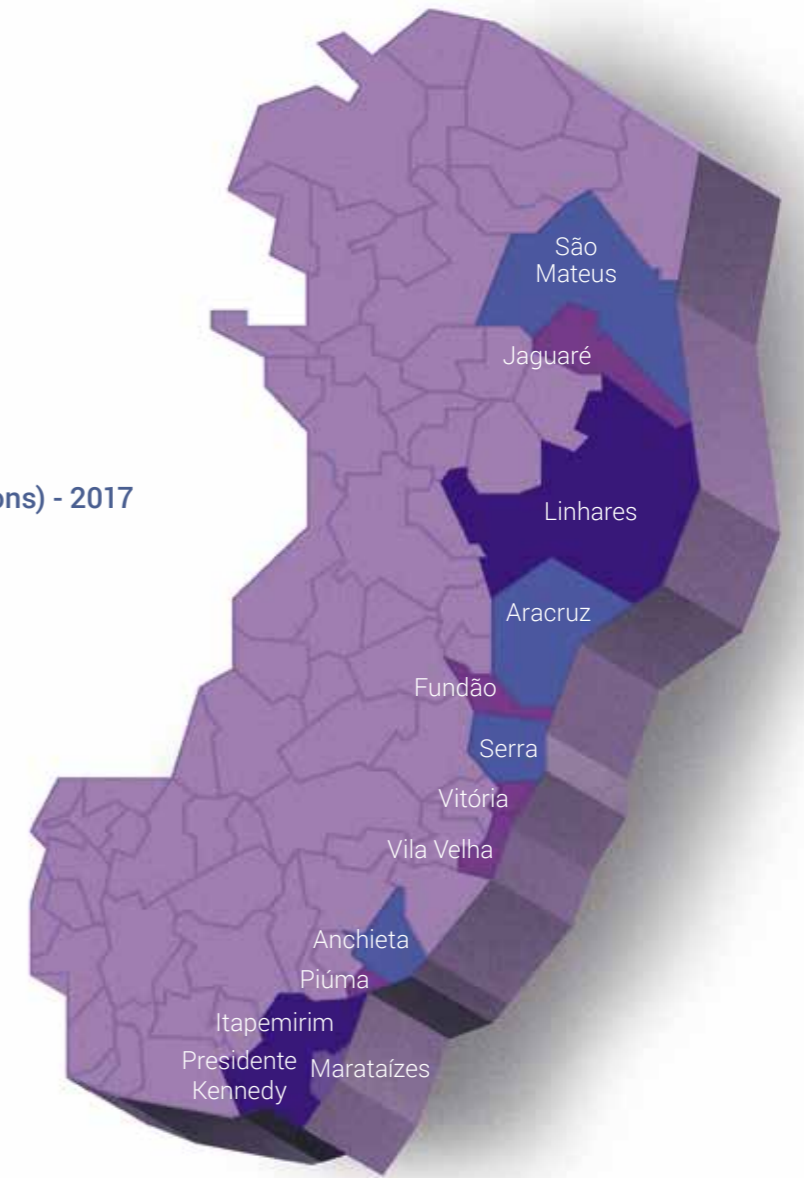 São
Mateus
Jaguaré
ons) - 2017
Linhares
Aracruz
Fundão
Serra
Vitória
Vila Velha
Anchieta
Piúma
Itapemirim
Presidente
Kennedy
Marataízes